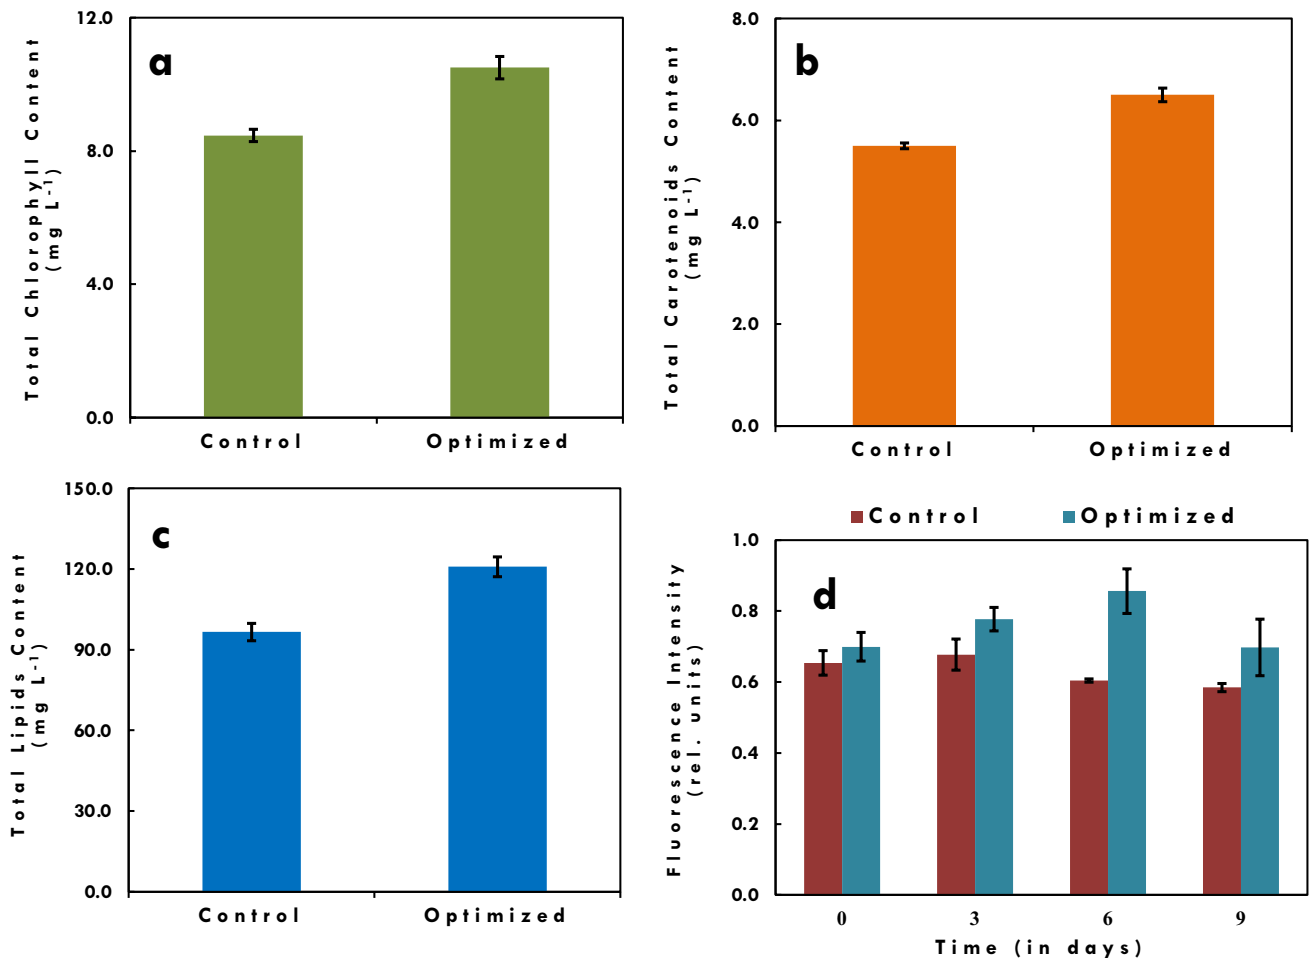 Total Chlorophyll Content
(mg L-1)
12.0
8.0
4.0
0.0
a
Control
Optimized
Total Carotenoids Content
(mg L-1)
8.0
6.0
4.0
2.0
0.0
b
Control
Optimized
Total Lipids Content
(mg L-1)
150.0
120.0
90.0
60.0
30.0
0.0
c
Control
Optimized
Control
Optimized
Fluorescence Intensity
(rel. units)
1.0
0.8
0.6
0.4
0.2
0.0
d
0
3
6
9
Time (in days)